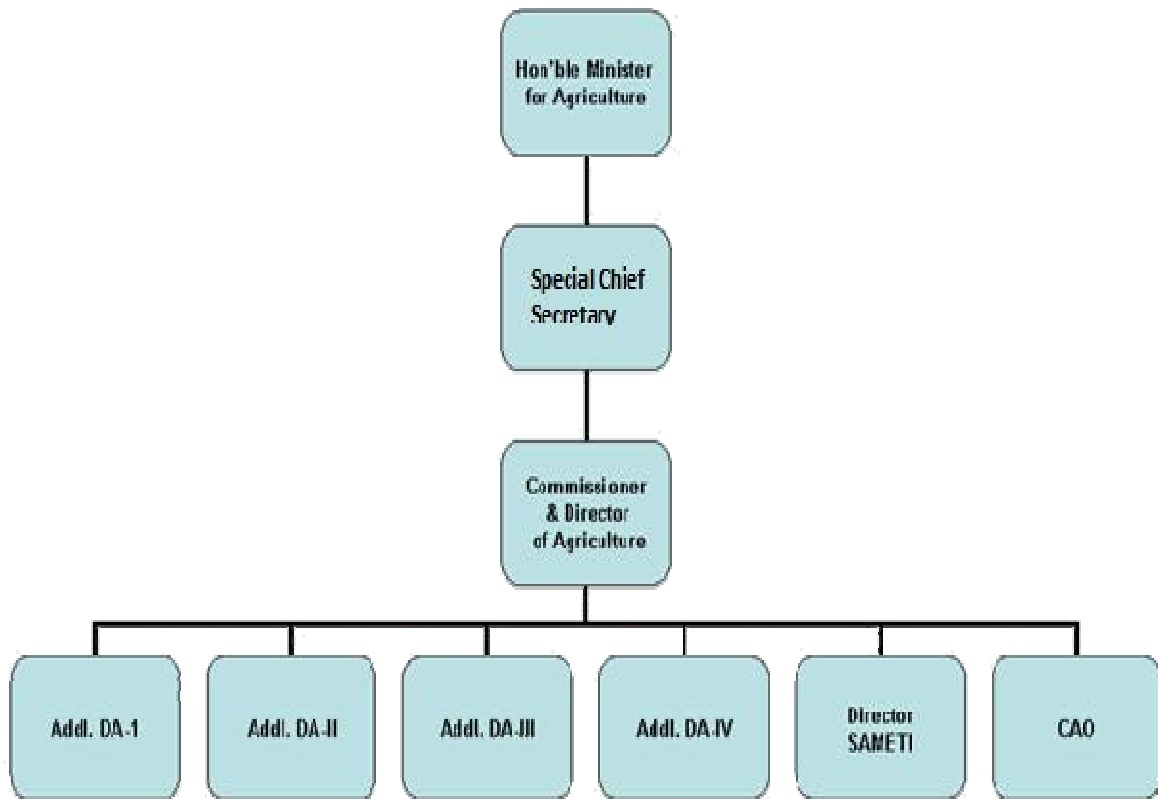 Hon'ble Minister
for Agriculture
Special Chief
Secretary
Commissioner
& Director
of Agriculture
Addl. DA-1
Addl. DA-II
Addl. DA-III
Addl. DA-IV
Director
SAMETI
CAO